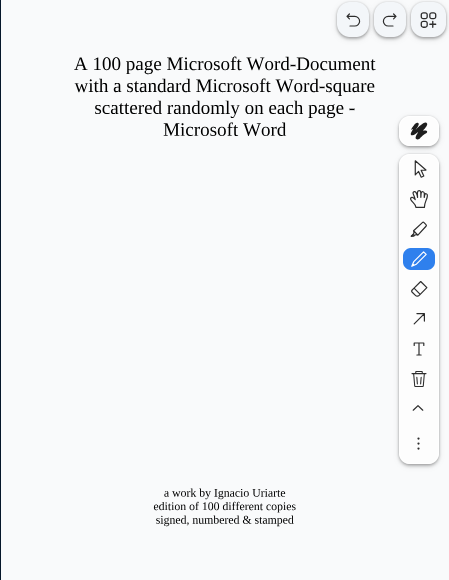 A 100 page Microsoft Word-Document
with a standard Microsoft Word-square
scattered randomly on each page -
Microsoft Word
a work by Ignacio Uriarte
edition of 100 different copies
signed, numbered & stamped